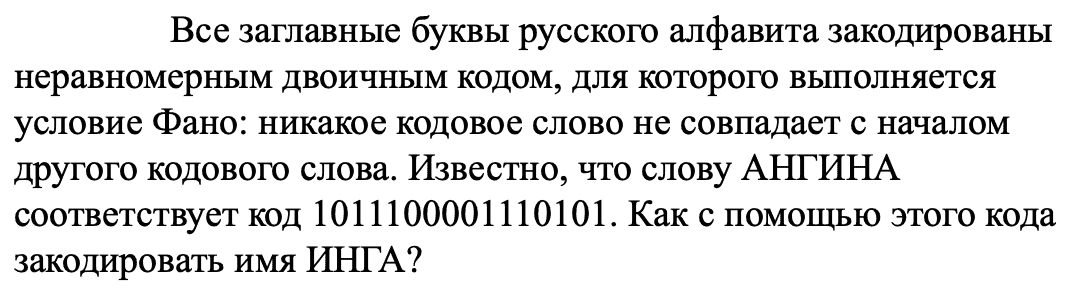 Все заглавные буквы русского алфавита закодированы
неравномерным двоичным кодом, для которого выполняется
условие Фано: никакое кодовое слово не совпадает с началом
другого кодового слова. Известно, что слову АНГИНА
соответствует код 1011100001110101. Как с помощью этого кода
закодировать имя ИНГА?